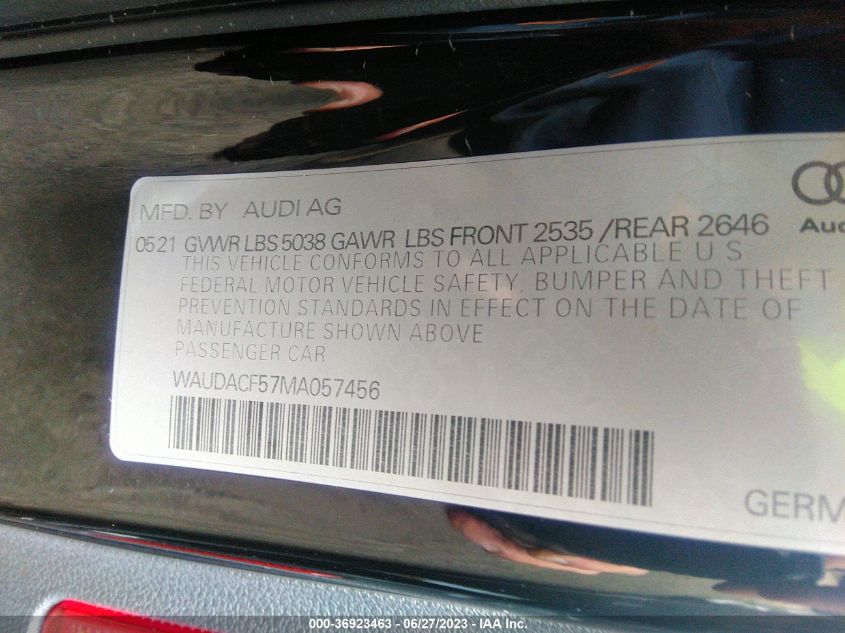 MFD. BY AUDI AG
0521 GVWR LBS 5038 GAWR LBS FRONT 2535 /REAR 2646
THIS VEHICLE CONFORMS TO ALL APPLICABLE U S
FEDERAL MOTOR VEHICLE SAFETY, BUMPER AND THEFT
PREVENTION STANDARDS IN EFFECT ON THE DATE OF
MANUFACTURE SHOWN ABOVE
PASSENGER CAR
WAUDACF57MA057456
Aud
GERM
000-36923463 - 06/27/2023 - IAA Inc.